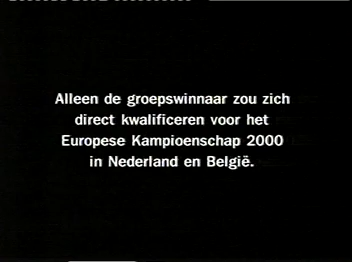 Alleen de groepswinnaar zou zich
direct kwalificeren voor het
Europese Kampioenschap 2000
in Nederland en België.